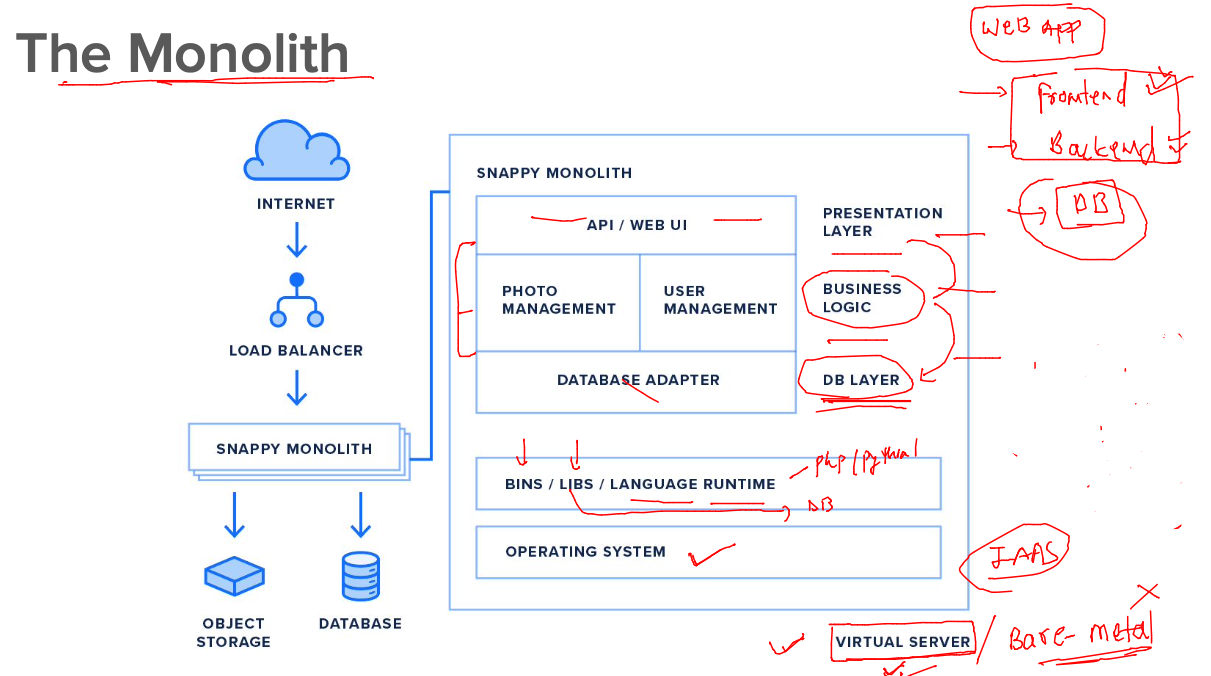 The Monolith
WEB APP
Frontend
Backend
DB
INTERNET
LOAD BALANCER
SNAPPY MONOLITH
OBJECT
STORAGE
DATABASE
SNAPPY MONOLITH
API / WEB UI
PRESENTATION
LAYER
PHOTO
MANAGEMENT
USER
MANAGEMENT
BUSINESS
LOGIC
DATABASE ADAPTER
DB LAYER
php/python
BINS / LIBS / LANGUAGE RUNTIME
DB
OPERATING SYSTEM
IAAS
VIRTUAL SERVER / Bare-metal